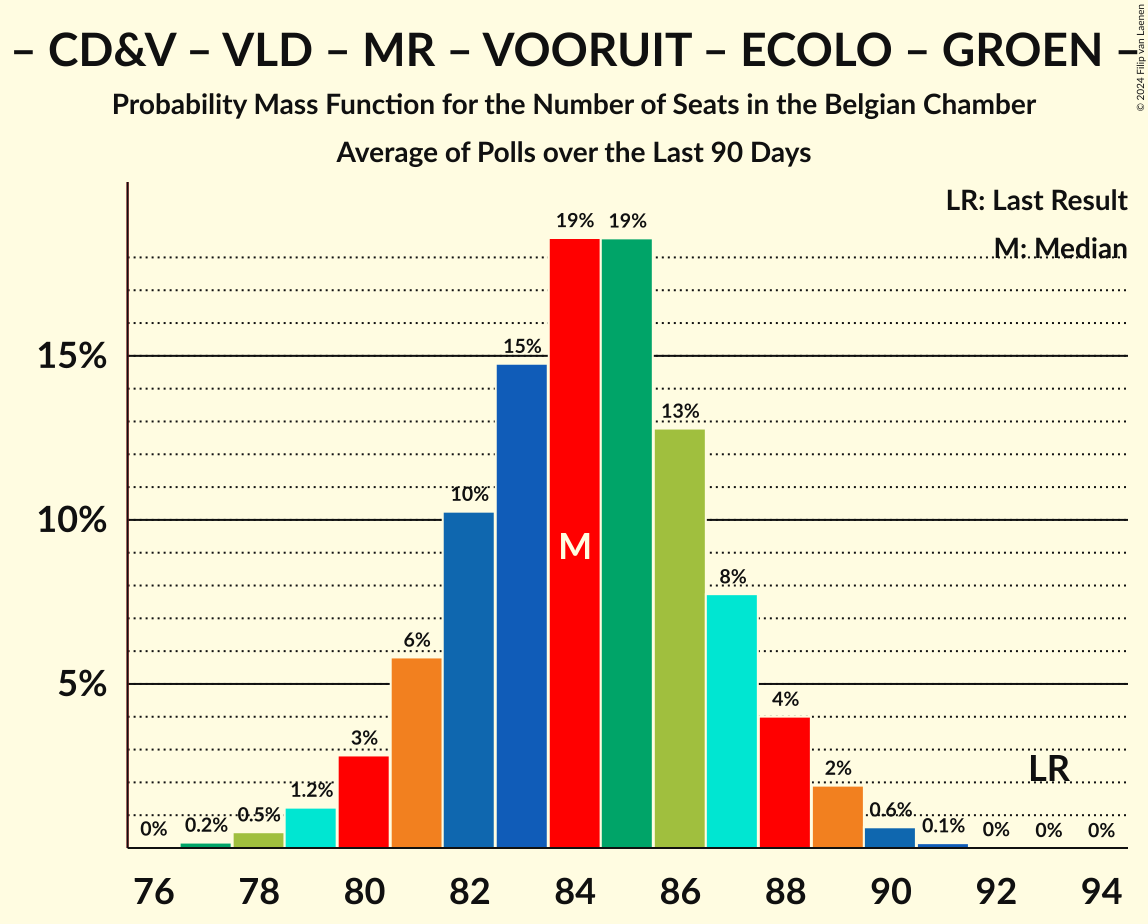 – CD&V – VLD – MR – VOORUIT – ECOLO – GROEN –
Probability Mass Function for the Number of Seats in the Belgian Chamber
Average of Polls over the Last 90 Days
© 2024 Filip van Laenen
LR: Last Result
M: Median
19% 19%
15%
15%
13%
10%
10%
M
8%
6%
5%
4%
3%
2%
LR
1.2%
0.6%
0.5%
0% 0.2% 0.1% 0% 0% 0%
76 78 80 82 84 86 88 90 92 94